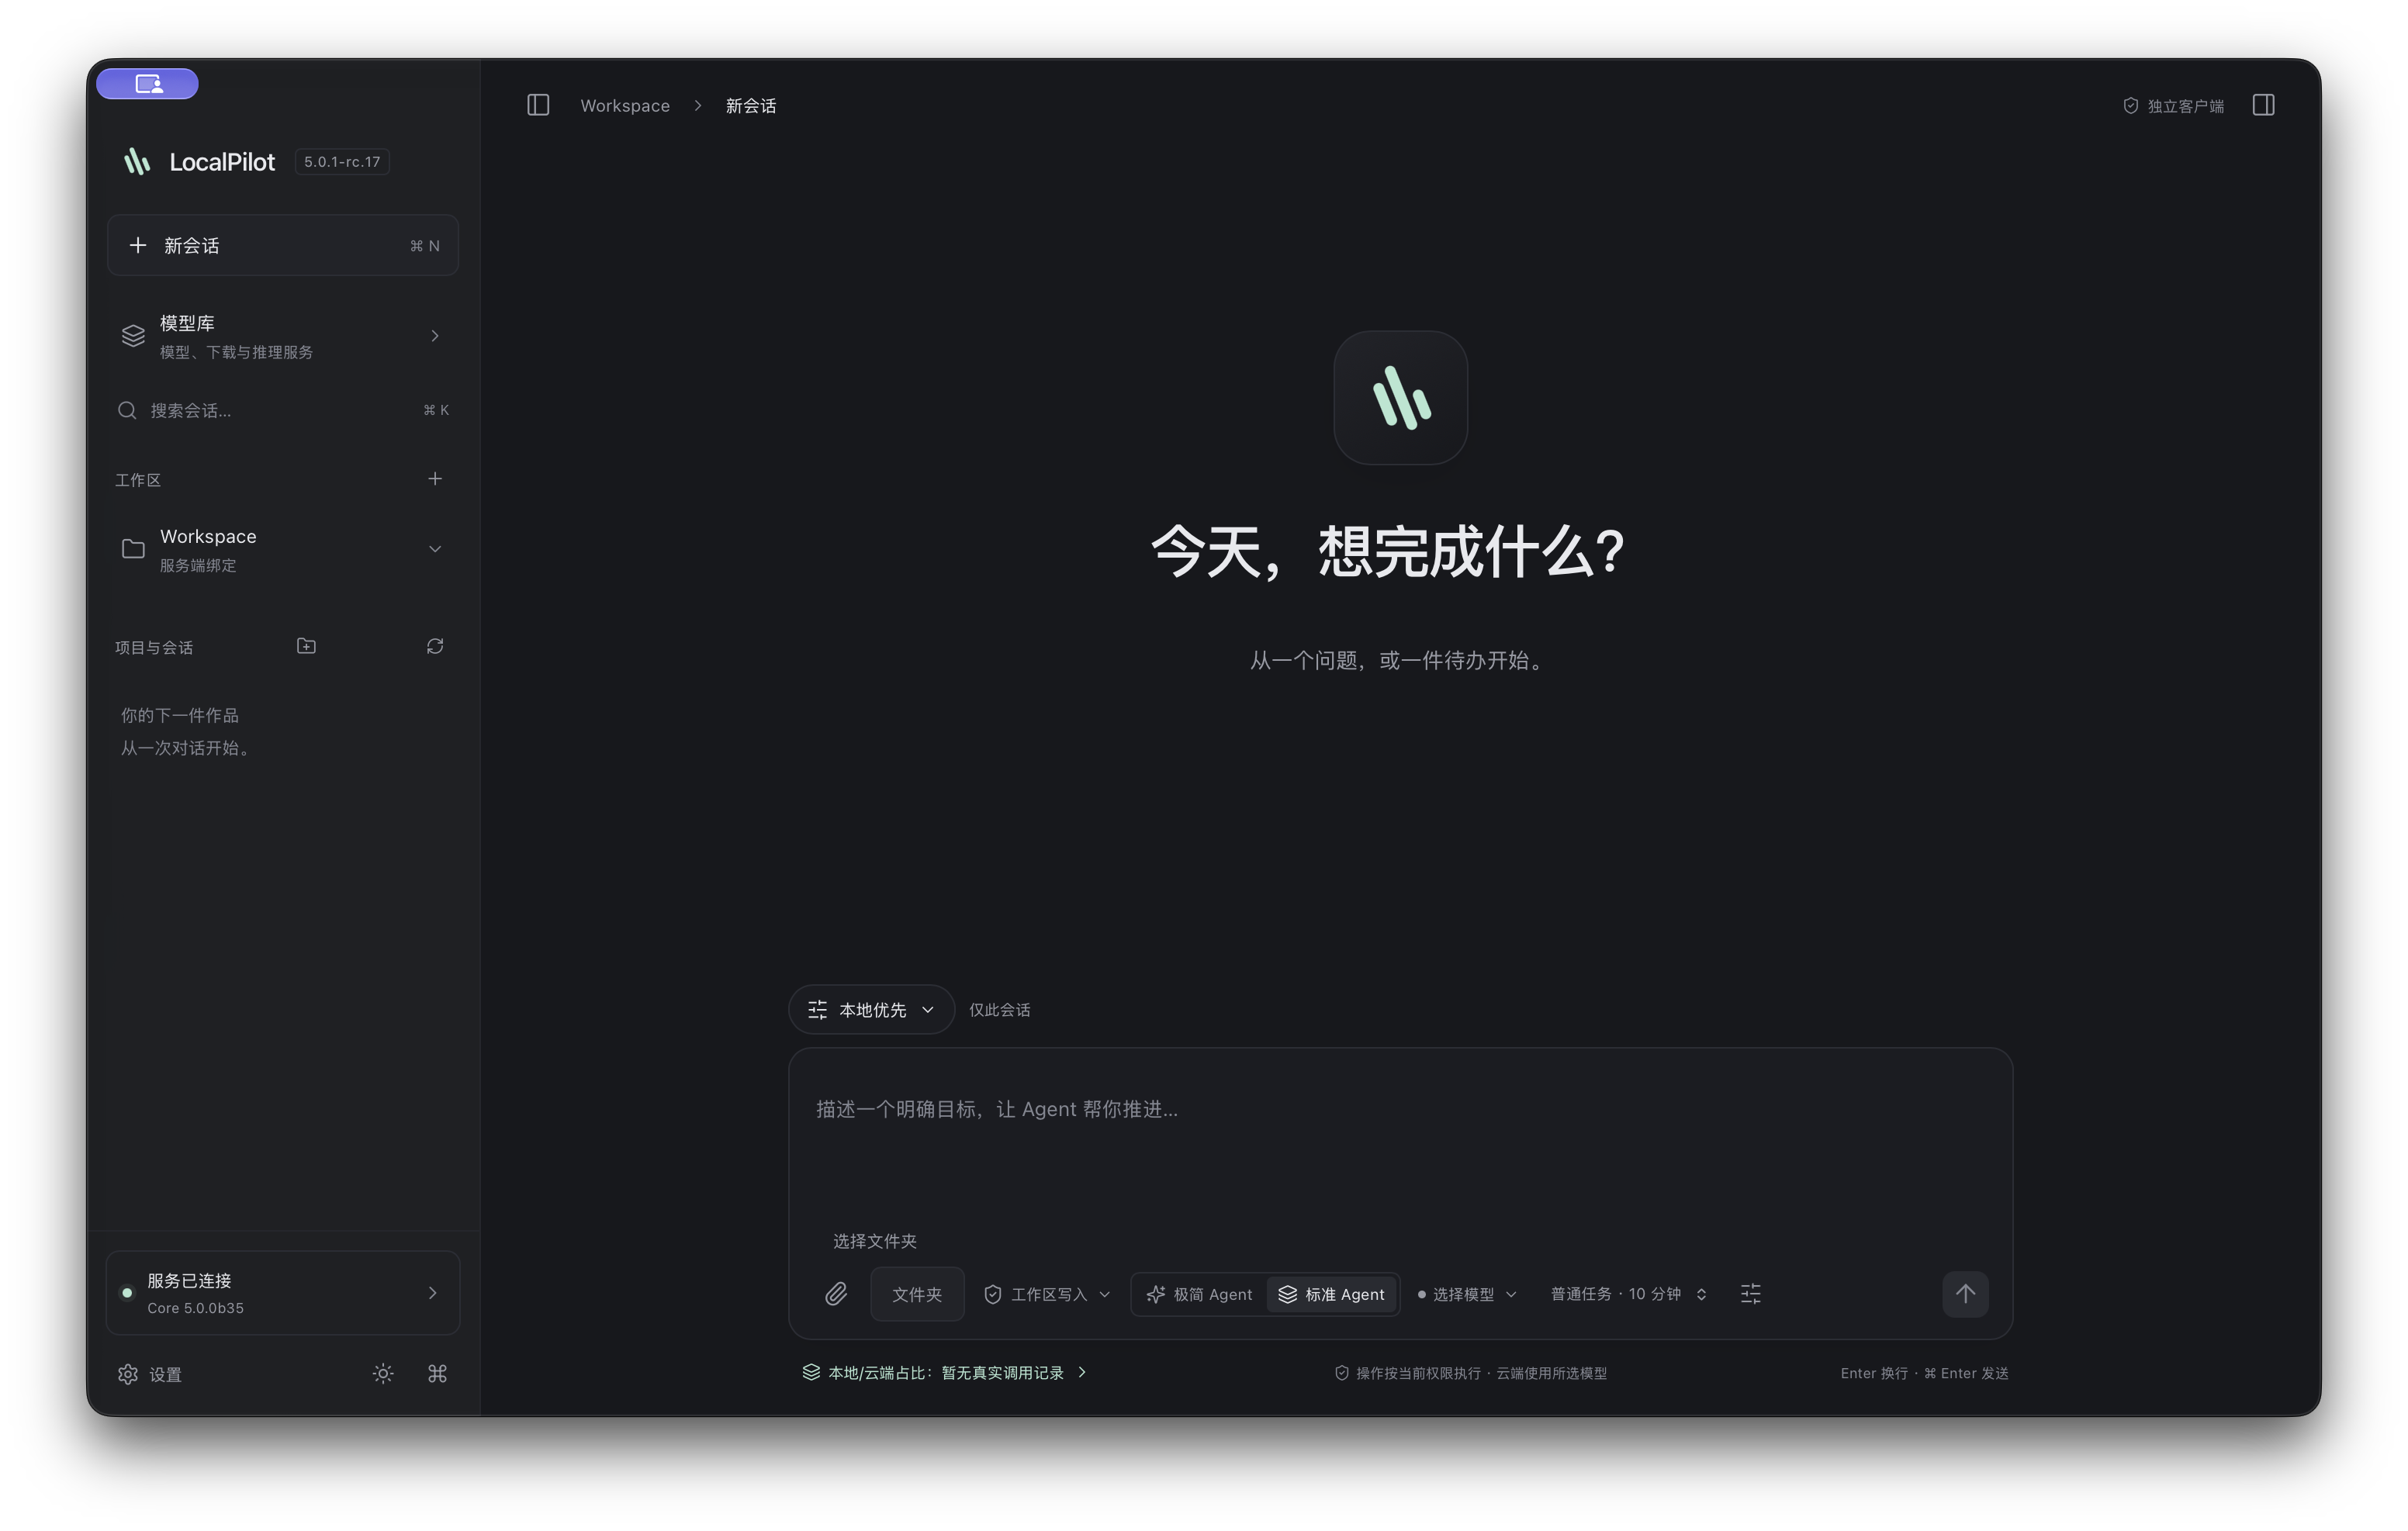 LocalPilot 5.0.1-rc.17
新会话 ⌘ N
模型库
模型、下载与推理服务
搜索会话... ⌘ K
工作区
Workspace
服务端绑定
项目与会话
你的下一件作品
从一次对话开始。
服务已连接
Core 5.0.0b35
设置 ⌘
Workspace > 新会话
独立客户端
今天，想完成什么?
从一个问题，或一件待办开始。
本地优先 仅此会话
描述一个明确目标，让 Agent 帮你推进...
选择文件夹
文件夹 工作区写入 极简 Agent 标准 Agent 选择模型 普通任务 · 10 分钟
本地/云端占比：暂无真实调用记录 操作按当前权限执行 · 云端使用所选模型 Enter 换行 · ⌘ Enter 发送